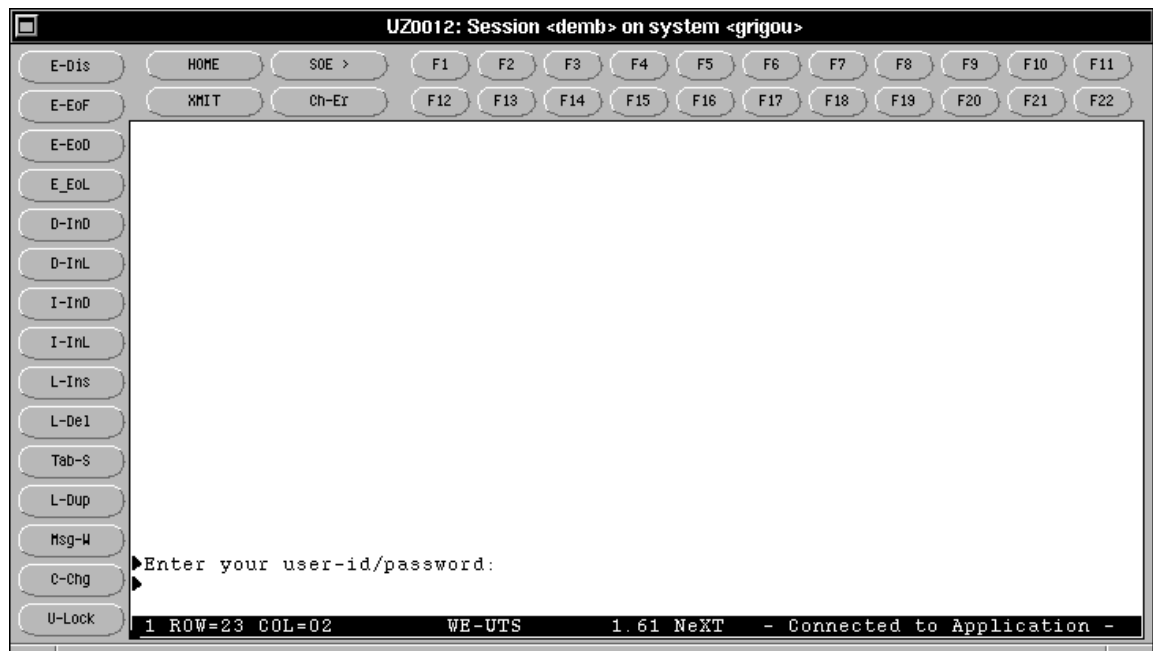 UZ0012: Session <demb> on system <grigou>
E-Dis HOME SOE > F1 F2 F3 F4 F5 F6 F7 F8 F9 F10 F11
E-EoF XMIT Ch-Er F12 F13 F14 F15 F16 F17 F18 F19 F20 F21 F22
E-EoD
E_EoL
D-InD
D-InL
I-InD
I-InL
L-Ins
L-Del
Tab-S
L-Dup
Msg-W
C-Chg
U-Lock
Enter your user-id/password:
1 ROW=23 COL=02 WE-UTS 1.61 NeXT - Connected to Application -